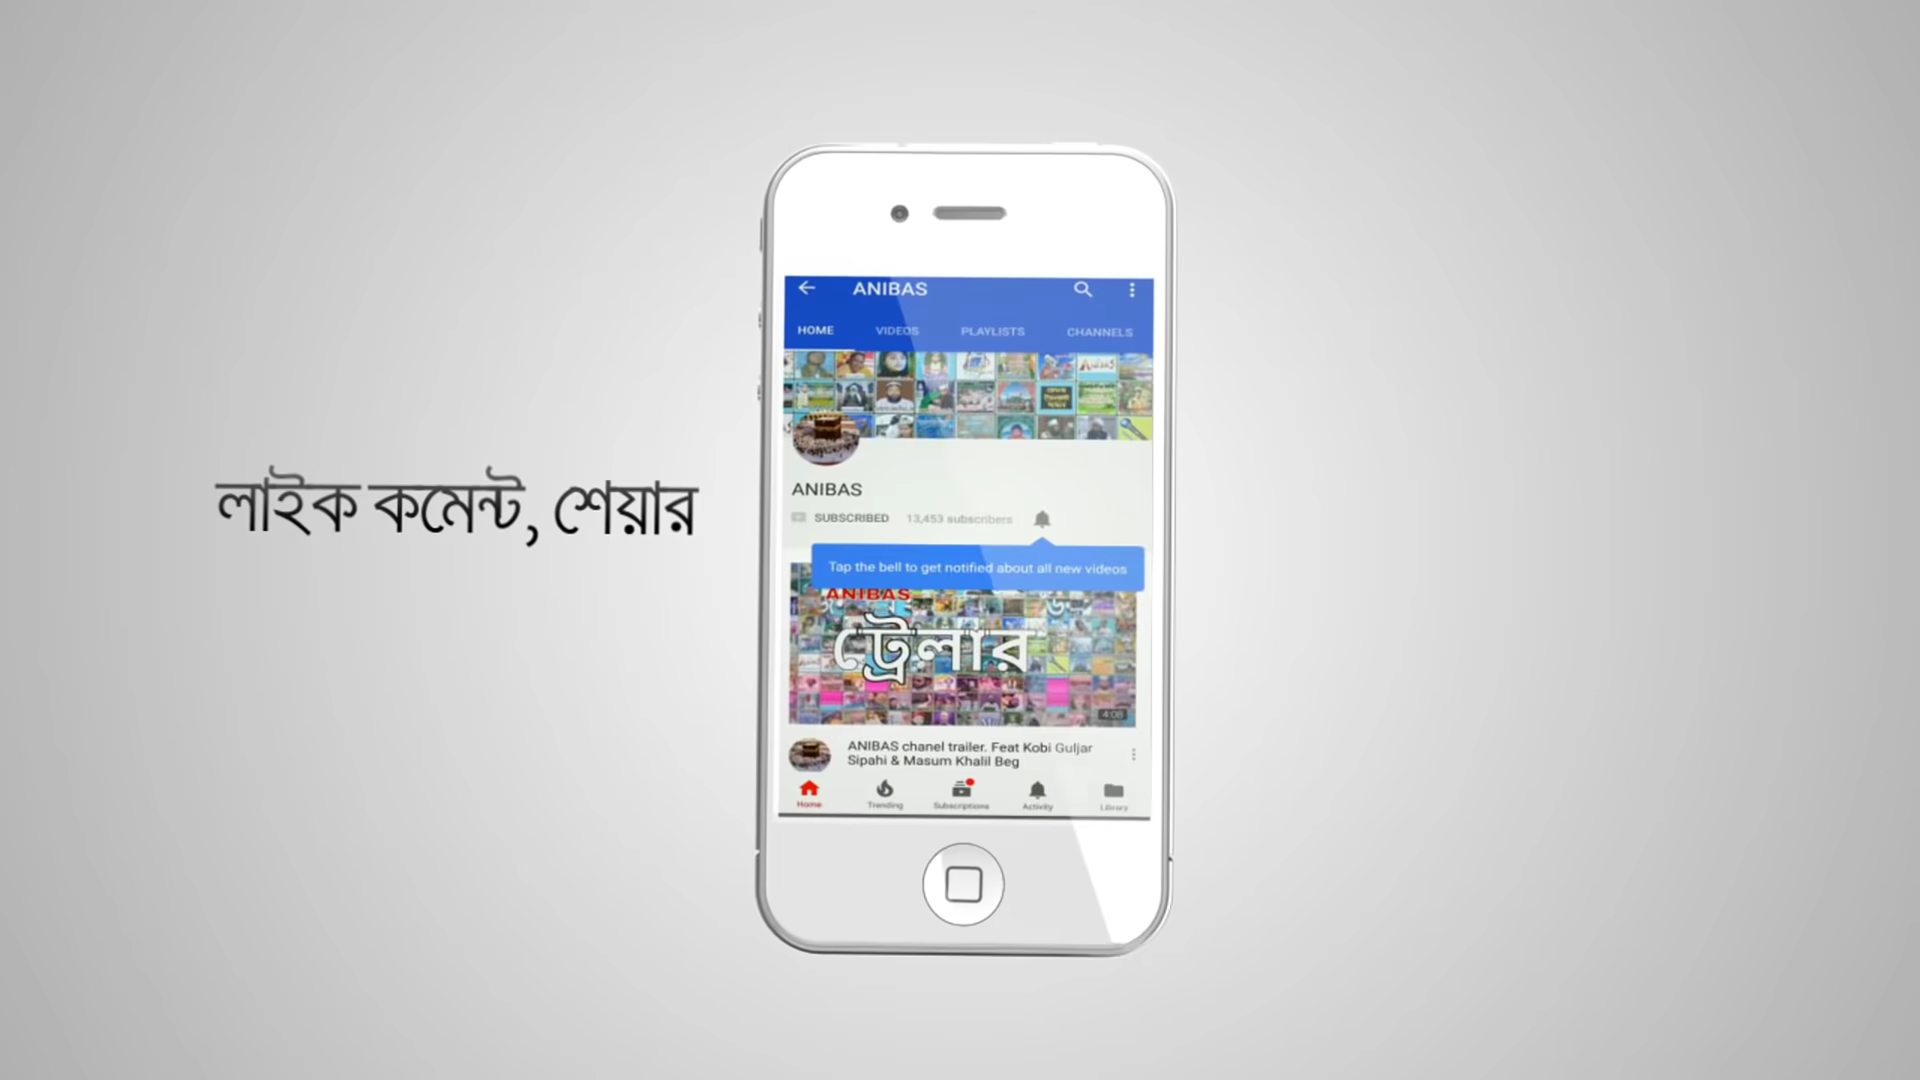 লাইক কমেন্ট, শেয়ার
ANIBAS
HOME VIDEOS PLAYLISTS CHANNELS
ANIBAS
SUBSCRIBED 13,453 subscribers
Tap the bell to get notified about all new videos
ANIBAS
ট্রেলার
4:08
ANIBAS chanel trailer. Feat Kobi Guljar
Sipahi & Masum Khalil Beg
Home Trending Subscriptions Activity Library